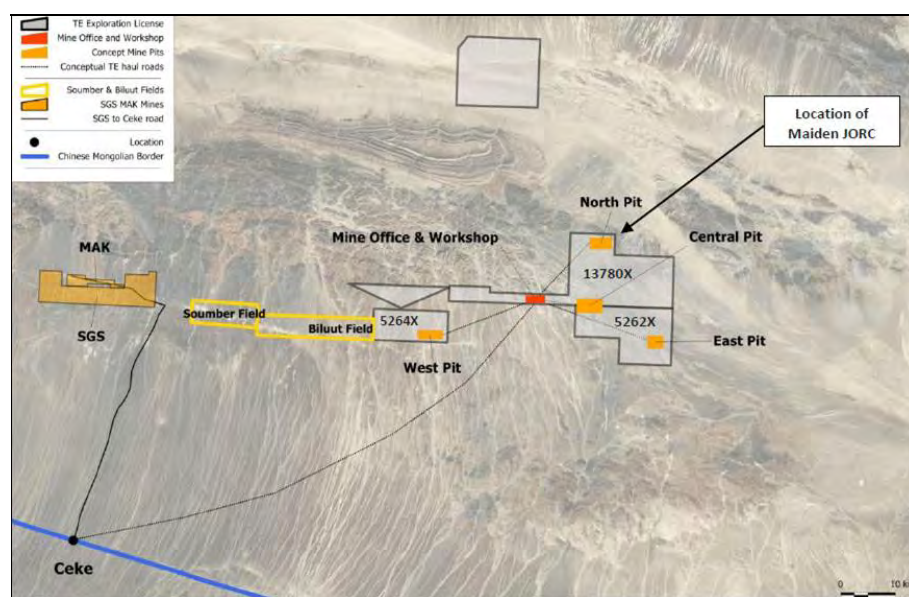 TE Exploration License
Mine Office and Workshop
Concept Mine Pits
Conceptual TE haul roads
Soumber & Biluut Fields
SGS MAK Mines
SGS to Ceke road
Location
Chinese Mongolian Border
Location of
Maiden JORC
North Pit
Mine Office & Workshop
Central Pit
MAK
13780X
Soumber Field
5264X
5262X
SGS
Biluut Field
East Pit
West Pit
Ceke
0 10 k